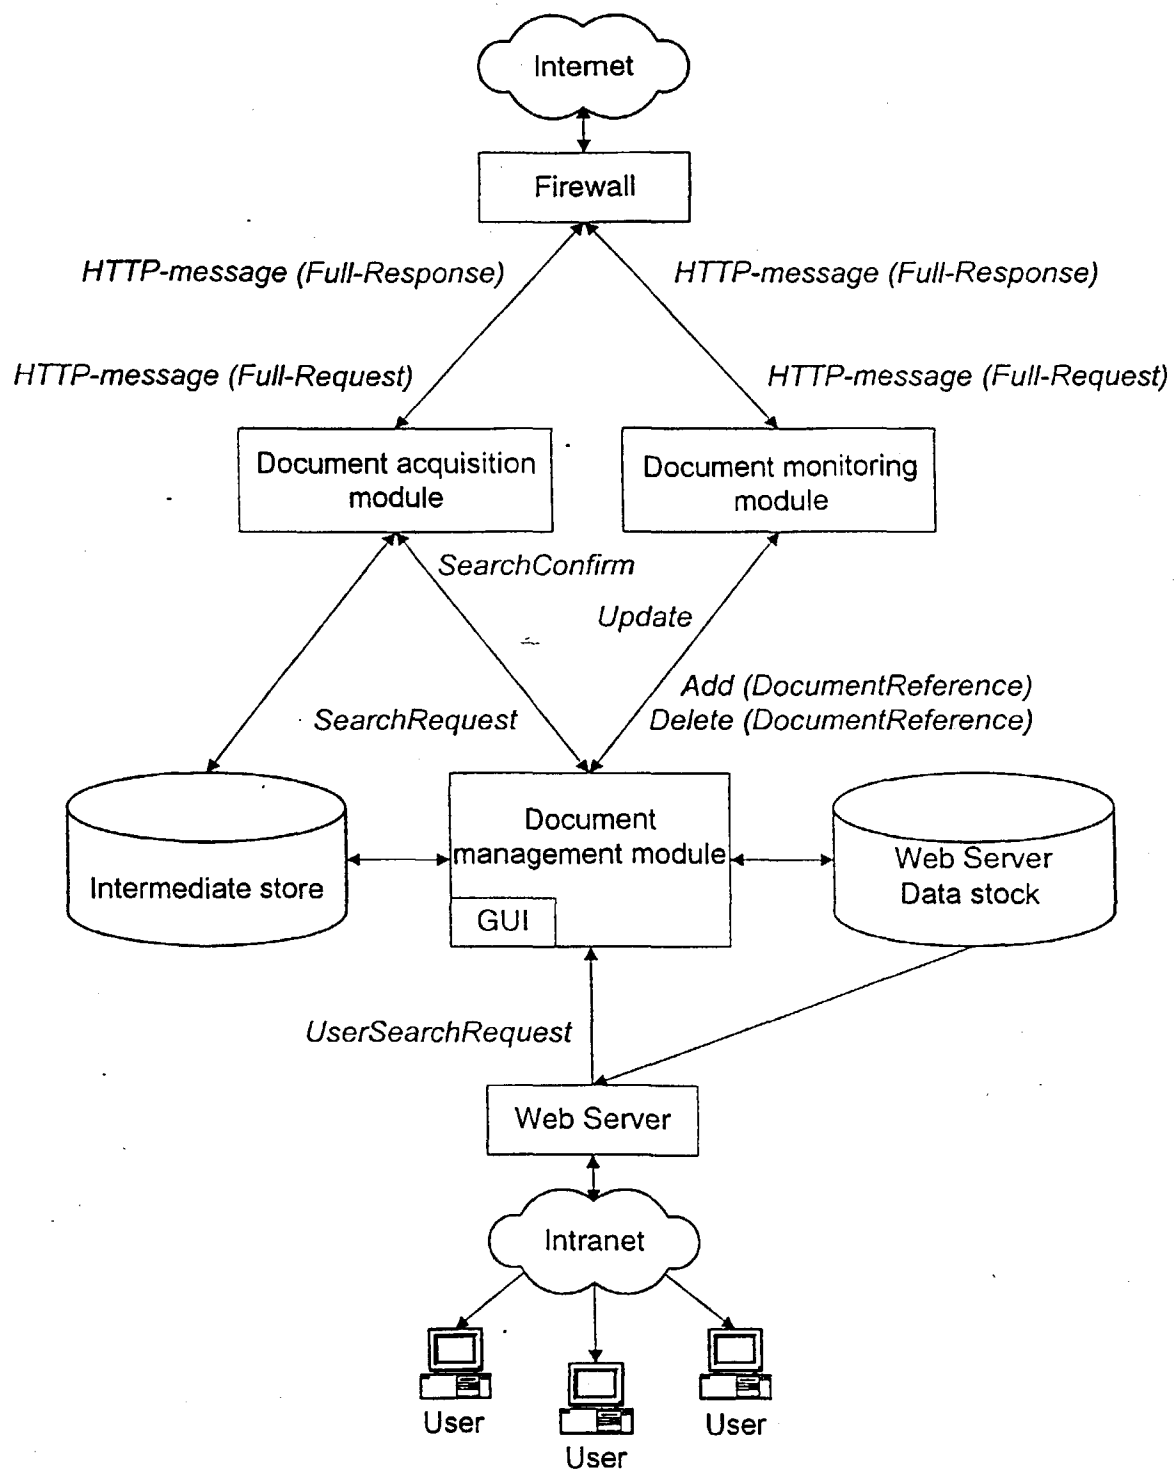 Internet
Firewall
HTTP-message (Full-Response)
HTTP-message (Full-Response)
HTTP-message (Full-Request)
HTTP-message (Full-Request)
Document acquisition
module
Document monitoring
module
SearchConfirm
Update
Add (DocumentReference)
SearchRequest
Delete (DocumentReference)
Document
management module
GUI
Intermediate store
Web Server
Data stock
UserSearchRequest
Web Server
Intranet
User
User
User